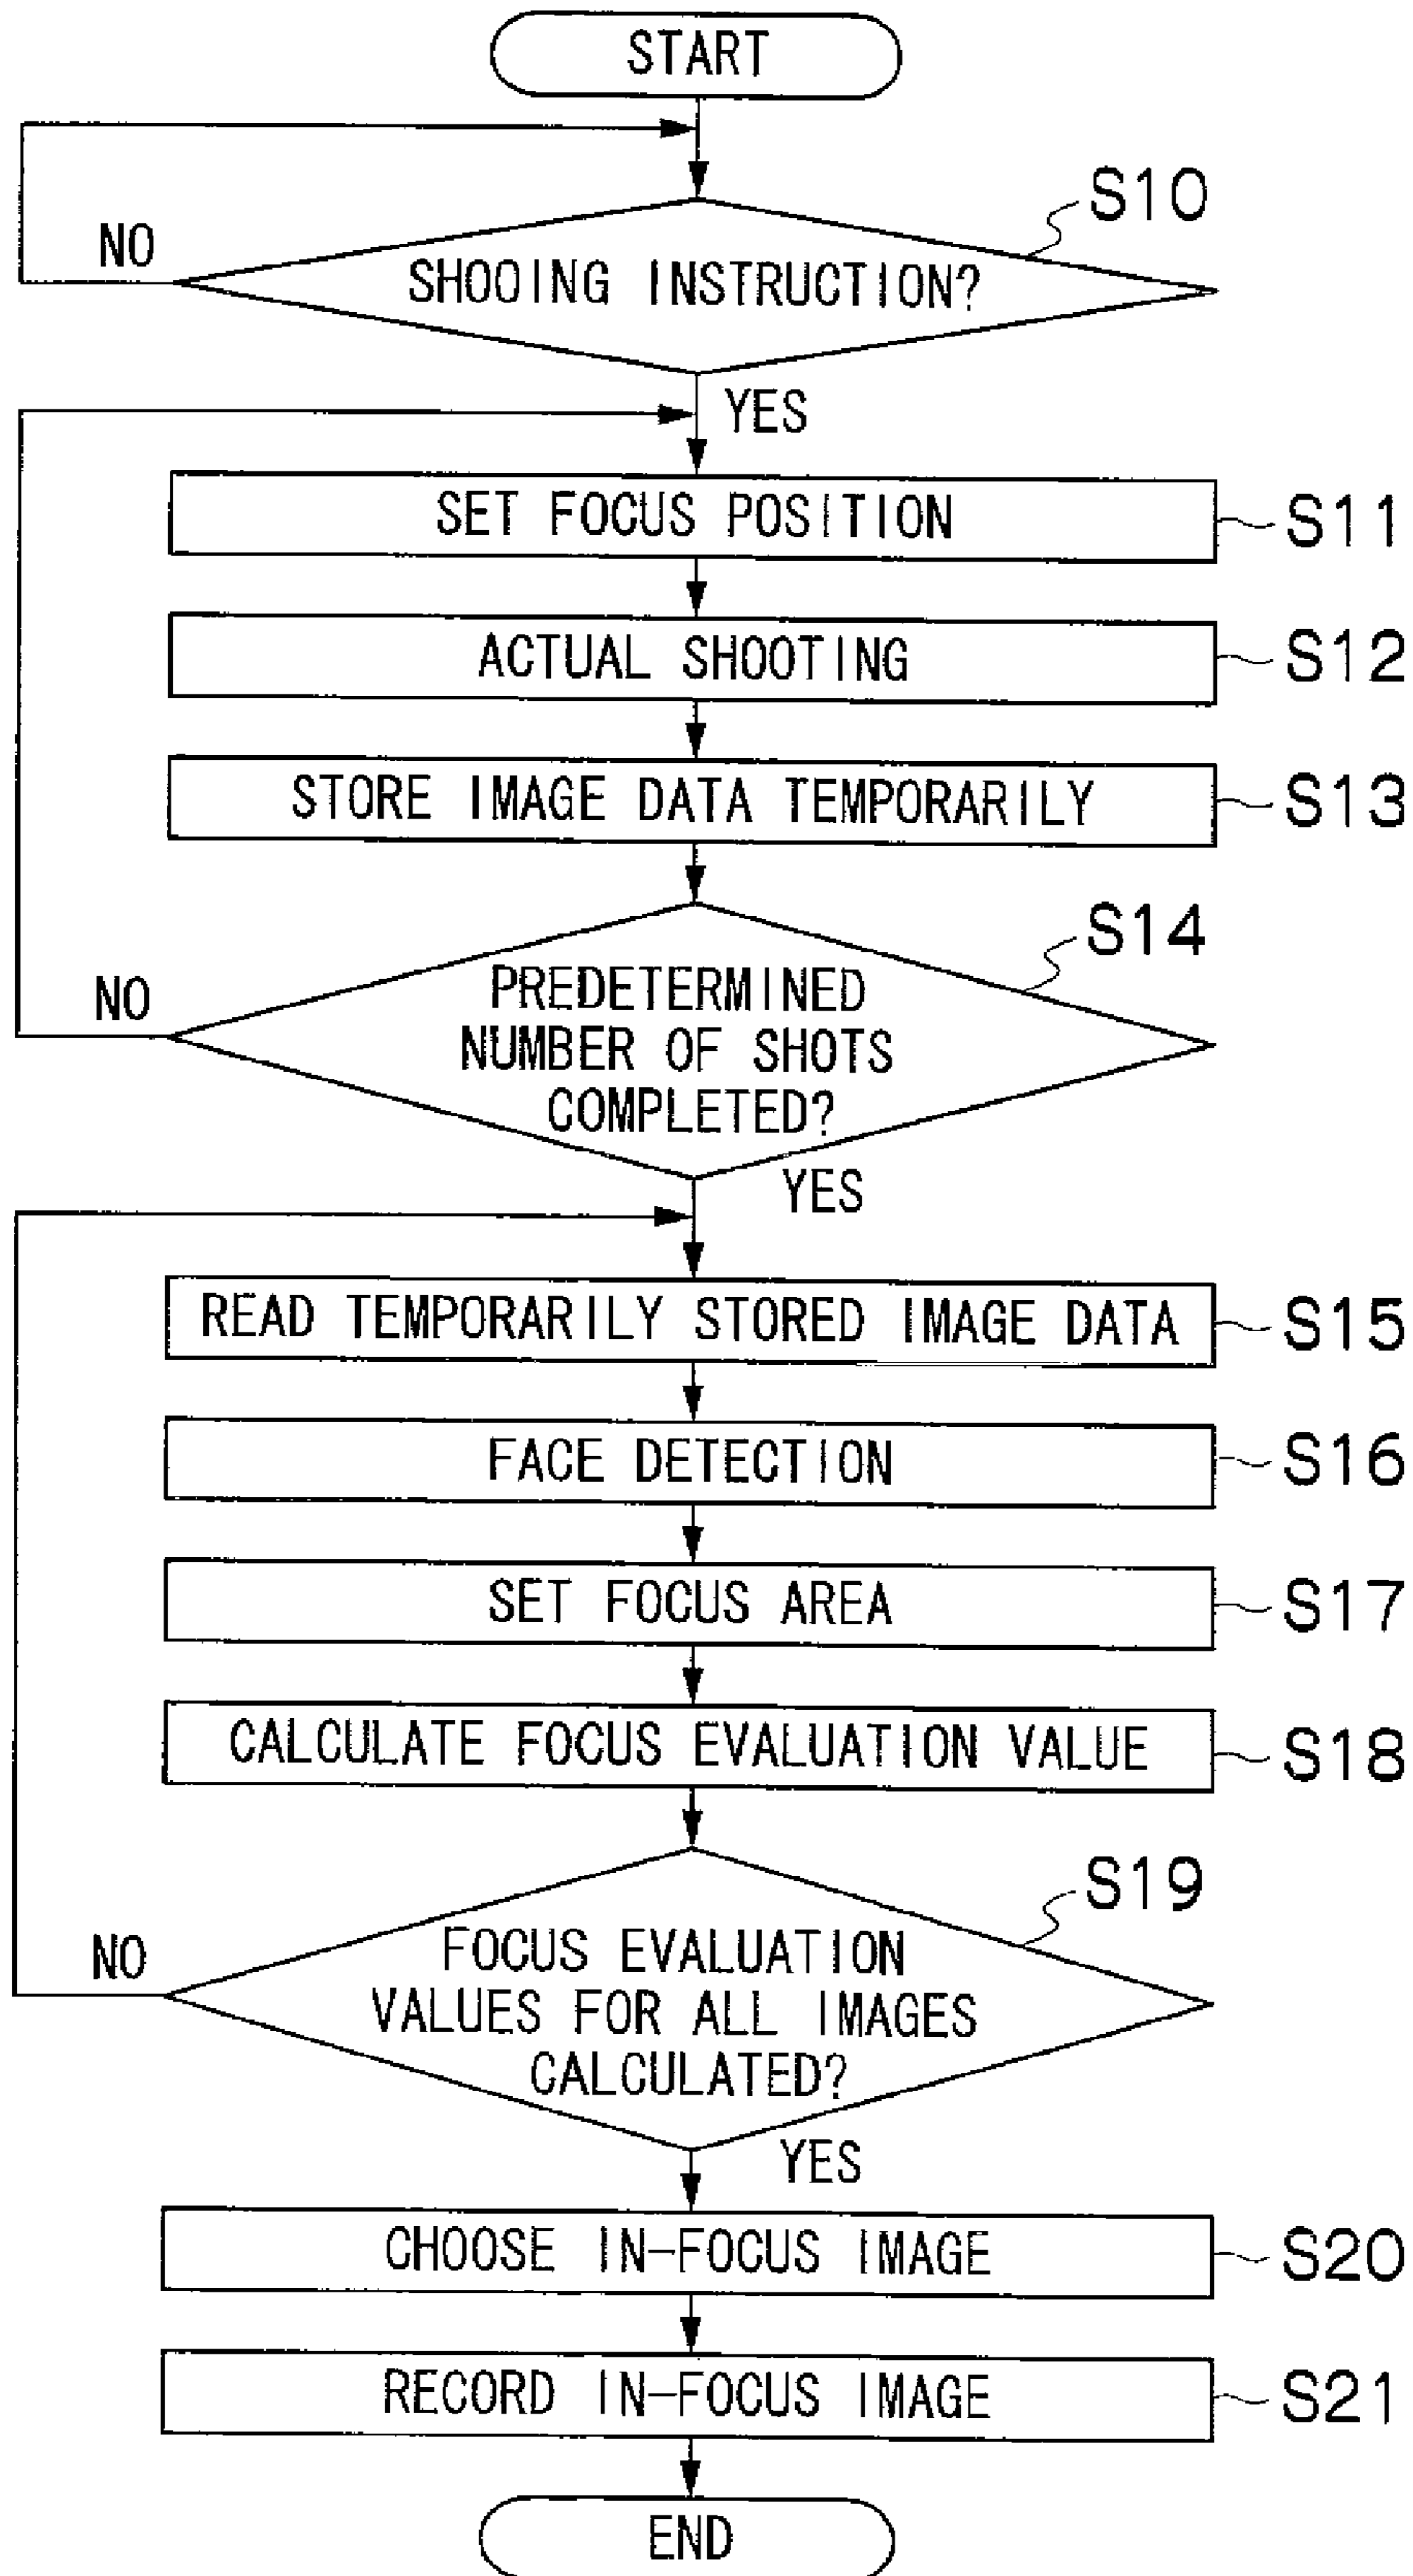 START
S10
NO
SHOOING INSTRUCTION?
YES
SET FOCUS POSITION
S11
ACTUAL SHOOTING
S12
STORE IMAGE DATA TEMPORARILY
S13
S14
NO
PREDETERMINED
NUMBER OF SHOTS
COMPLETED?
YES
READ TEMPORARILY STORED IMAGE DATA
S15
FACE DETECTION
S16
SET FOCUS AREA
S17
CALCULATE FOCUS EVALUATION VALUE
S18
S19
NO
FOCUS EVALUATION
VALUES FOR ALL IMAGES
CALCULATED?
YES
CHOOSE IN-FOCUS IMAGE
S20
RECORD IN-FOCUS IMAGE
S21
END